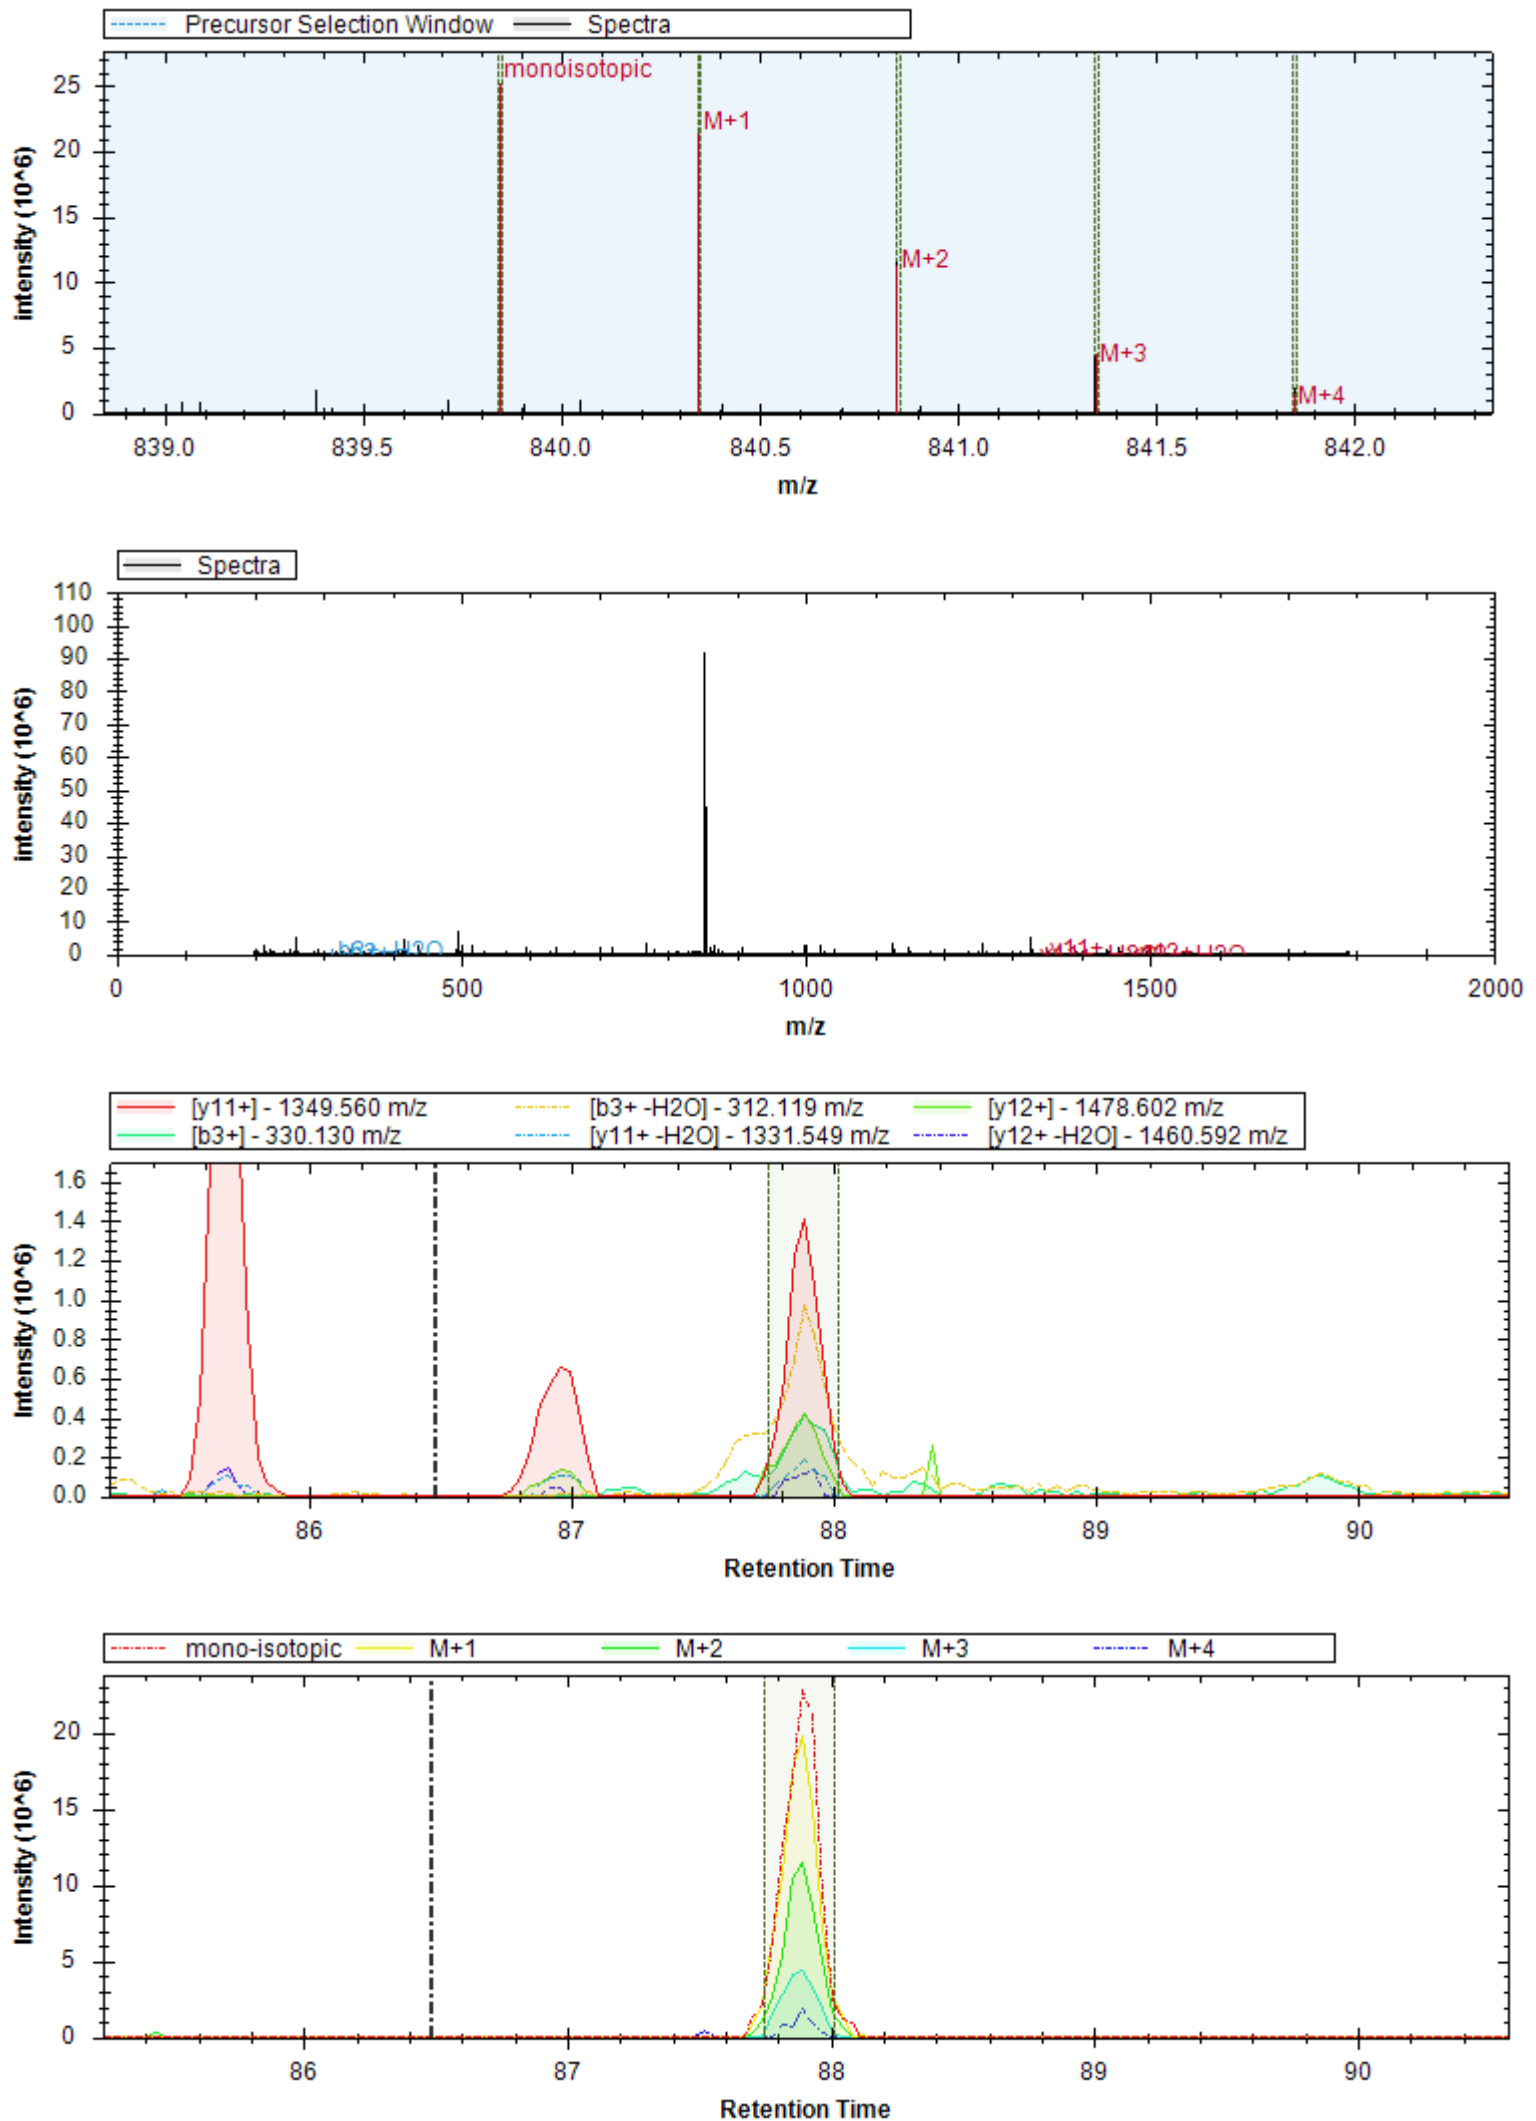 Precursor Selection Window Spectra
monoisotopic
M+1
M+2
M+3
M+4
25
20
15
10
5
0
intensity (10^6)
839.0 839.5 840.0 840.5 841.0 841.5 842.0
m/z
Spectra
110
100
90
80
70
60
50
40
30
20
10
0
intensity (10^6)
y11+
0 500 1000 1500 2000
m/z
[y11+] - 1349.560 m/z [b3+ -H2O] - 312.119 m/z [y12+] - 1478.602 m/z
[b3+] - 330.130 m/z [y11+ -H2O] - 1331.549 m/z [y12+ -H2O] - 1460.592 m/z
1.6
1.4
1.2
1.0
0.8
0.6
0.4
0.2
0.0
Intensity (10^6)
86 87 88 89 90
Retention Time
mono-isotopic M+1 M+2 M+3 M+4
20
15
10
5
0
Intensity (10^6)
86 87 88 89 90
Retention Time